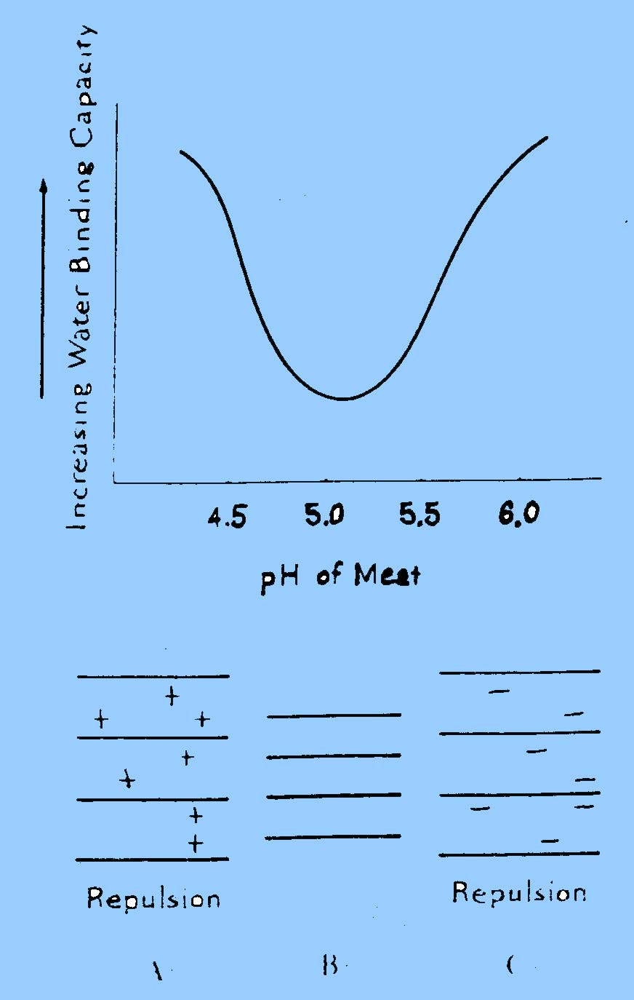 Increasing Water Binding Capacity
4.5 5.0 5.5 6.0
pH of Meat
+
+ +
+
+
+
+
Repulsion Repulsion
B